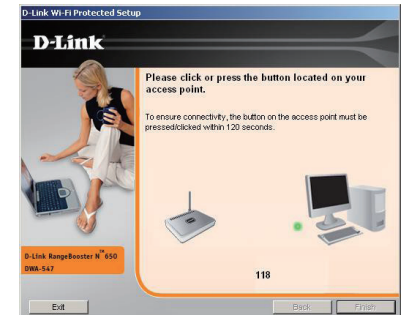 D-Link Wi-Fi Protected Setup
D-Link
Please click or press the button located on your
access point.
To ensure connectivity, the button on the access point must be
pressed/clicked within 120 seconds.
D-Link RangeBooster N™ 650
DWA-547
118
Exit
Back
Finish